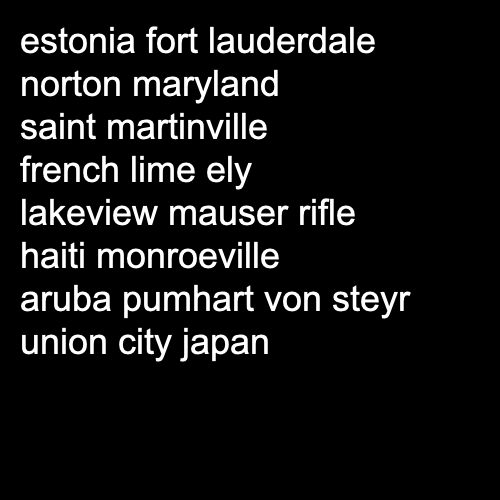 estonia fort lauderdale
norton maryland
saint martinville
french lime ely
lakeview mauser rifle
haiti monroeville
aruba pumhart von steyr
union city japan